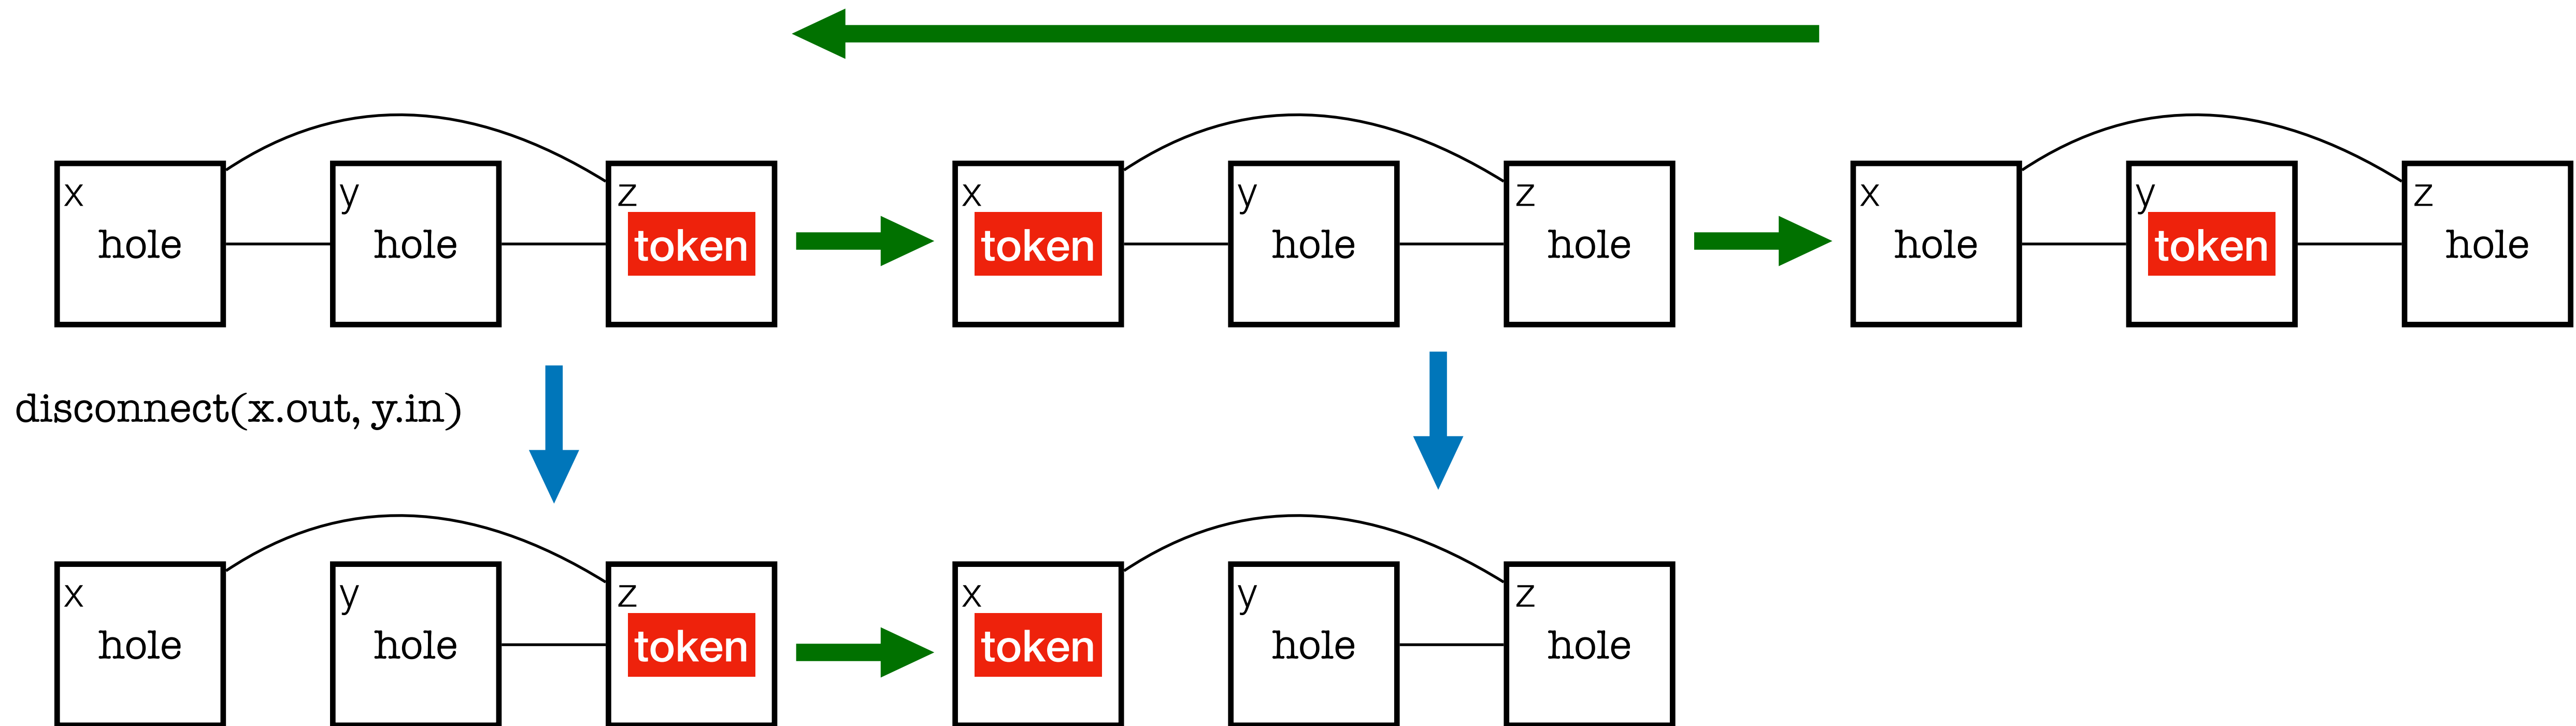 x y z x y z x y z
hole hole token token hole hole hole token hole
disconnect(x.out, y.in)
x y z x y z
hole hole token token hole hole